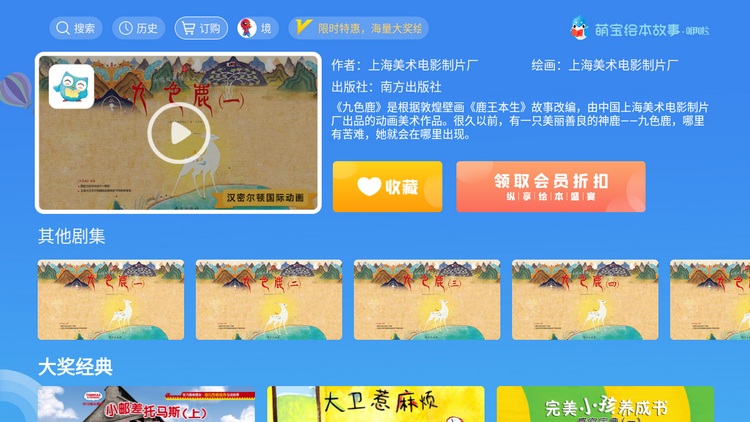 搜索
历史
订购
境
限时特惠，海量大奖绘
萌宝绘本故事
九色鹿(一)
汉密尔顿国际动画
作者：上海美术电影制片厂
绘画：上海美术电影制片厂
出版社：南方出版社
《九色鹿》是根据敦煌壁画《鹿王本生》故事改编，由中国上海美术电影制片
厂出品的动画美术作品。很久以前，有一只美丽善良的神鹿——九色鹿，哪里
有苦难，她就会在哪里出现。
收藏
领取会员折扣
纵享绘本盛宴
其他剧集
九色鹿(一)
九色鹿(二)
九色鹿(三)
九色鹿(四)
九色
大奖经典
小邮差托马斯(上)
大卫惹麻烦
完美小孩养成书